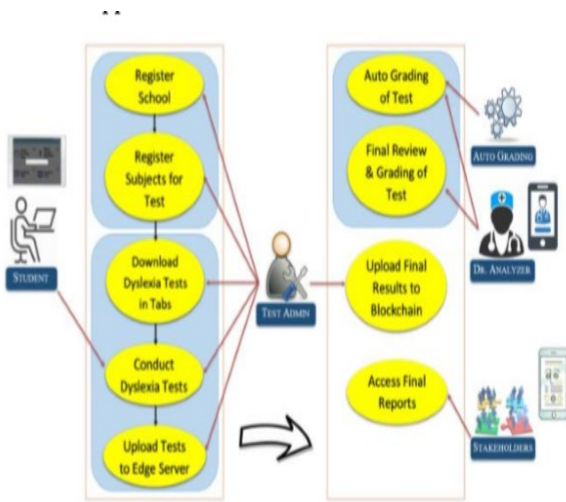 Register
School
Register
Subjects for
Test
Download
Dyslexia Tests
in Tabs
Conduct
Dyslexia Tests
Upload Tests
to Edge Server
STUDENT
TEST ADMIN
Auto Grading
of Test
Final Review
& Grading of
Test
Upload Final
Results to
Blockchain
Access Final
Reports
AUTO GRADING
DR. ANALYZER
STAKEHOLDERS